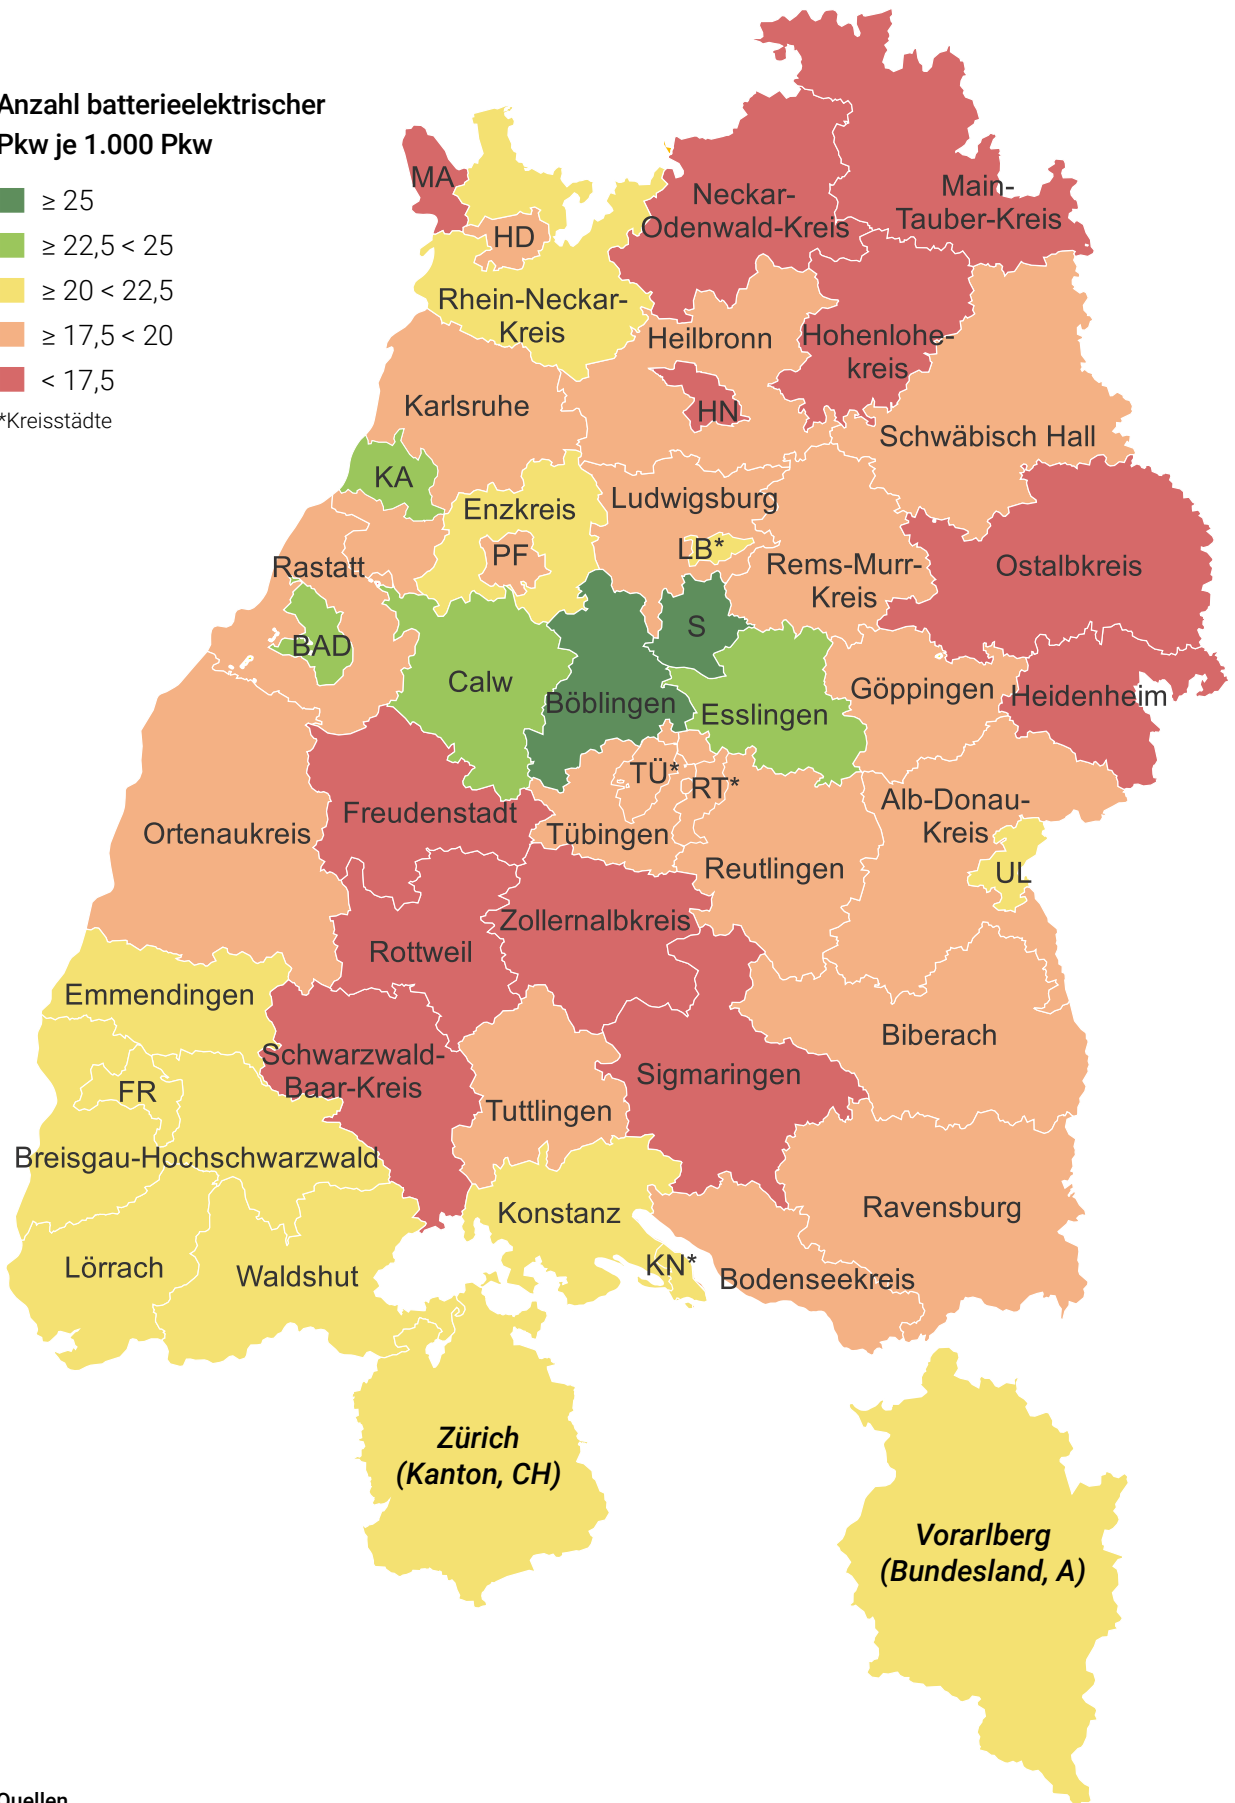 Anzahl batterieelektrischer
Pkw je 1.000 Pkw
≥ 25
≥ 22,5 < 25
≥ 20 < 22,5
≥ 17,5 < 20
< 17,5
*Kreisstädte
MA
HD
Rhein-Neckar-
Kreis
Neckar-
Odenwald-Kreis
Main-
Tauber-Kreis
Heilbronn
Hohenlohe-
kreis
HN
Karlsruhe
Schwäbisch Hall
KA
Enzkreis
PF
Ludwigsburg
LB*
Rems-Murr-
Kreis
Ostalbkreis
Rastatt
BAD
Calw
S
Böblingen
Esslingen
Göppingen
Heidenheim
TÜ*
RT*
Tübingen
Freudenstadt
Ortenaukreis
Reutlingen
Alb-Donau-
Kreis
UL
Zollernalbkreis
Rottweil
Emmendingen
Schwarzwald-
Baar-Kreis
FR
Tuttlingen
Sigmaringen
Biberach
Breisgau-Hochschwarzwald
Konstanz
Ravensburg
Lörrach
Waldshut
KN*
Bodenseekreis
Zürich
(Kanton, CH)
Vorarlberg
(Bundesland, A)
Quellen